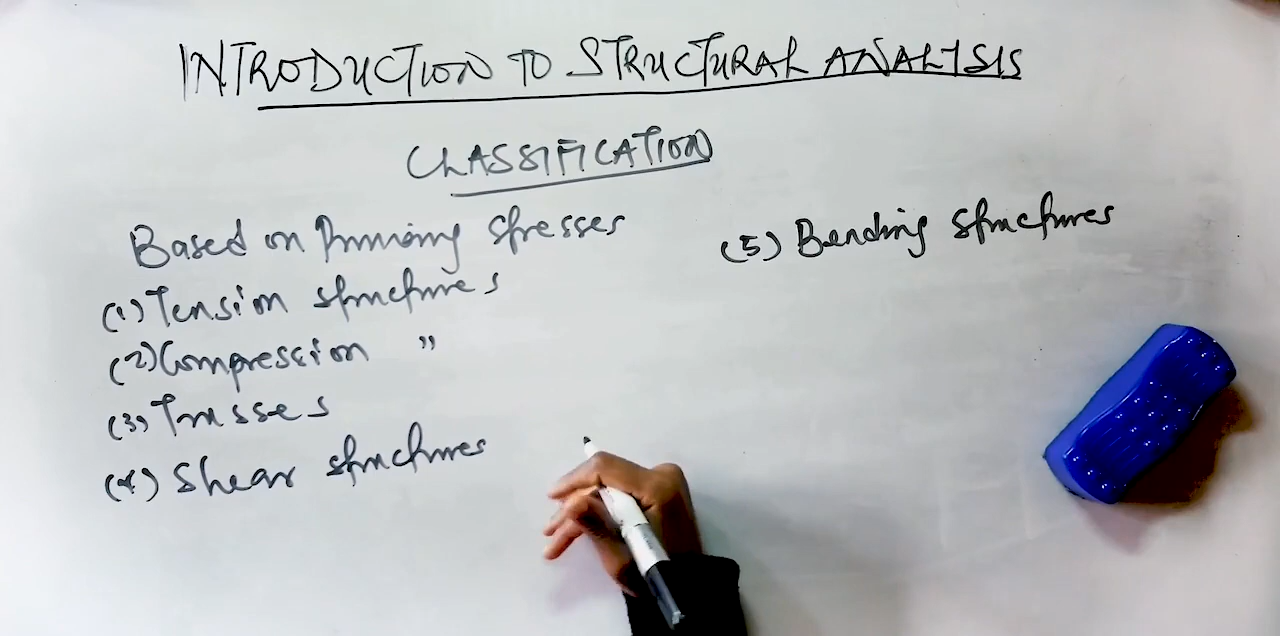 INTRODUCTION TO STRUCTURAL ANALYSIS
CLASSIFICATION
Based on Primary Stresses
(1) Tension structures
(2) Compression "
(3) Trusses
(4) Shear structures
(5) Bending structures